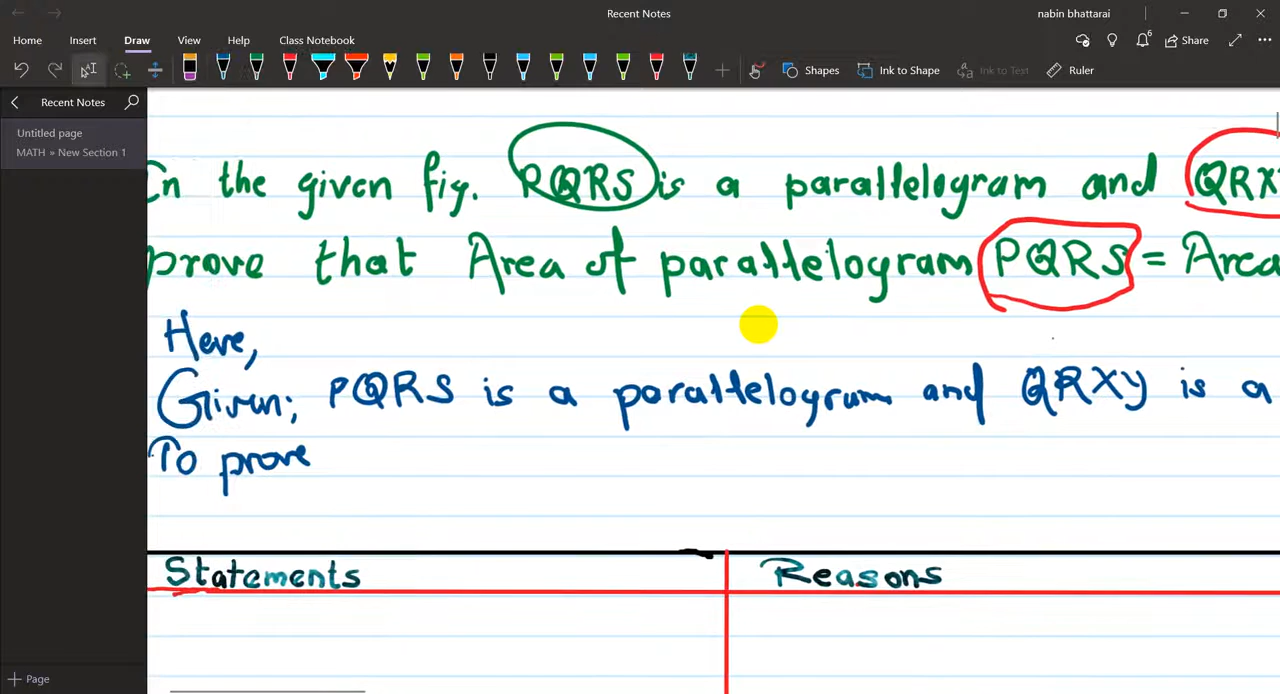 Recent Notes
nabin bhattarai
Home Insert Draw View Help Class Notebook
6
Share
Shapes Ink to Shape Ink to Text Ruler
Recent Notes
Untitled page
MATH » New Section 1
In the given fig. PQRS is a parallelogram and QRX
prove that Area of parallelogram PQRS = Area
Here,
Given; PQRS is a parallelogram and QRXY is a
To prove
Statements Reasons
+ Page